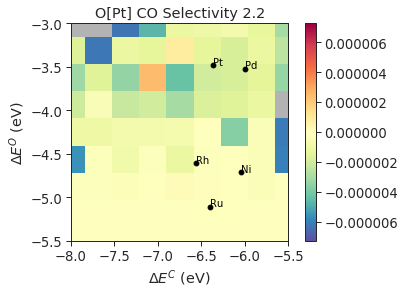 O[Pt] CO Selectivity 2.2
−3.0
−3.5
−4.0
−4.5
−5.0
−5.5
ΔE^O (eV)
Pt
Pd
Rh
Ni
Ru
−8.0 −7.5 −7.0 −6.5 −6.0 −5.5
ΔE^C (eV)
0.000006
0.000004
0.000002
0.000000
−0.000002
−0.000004
−0.000006